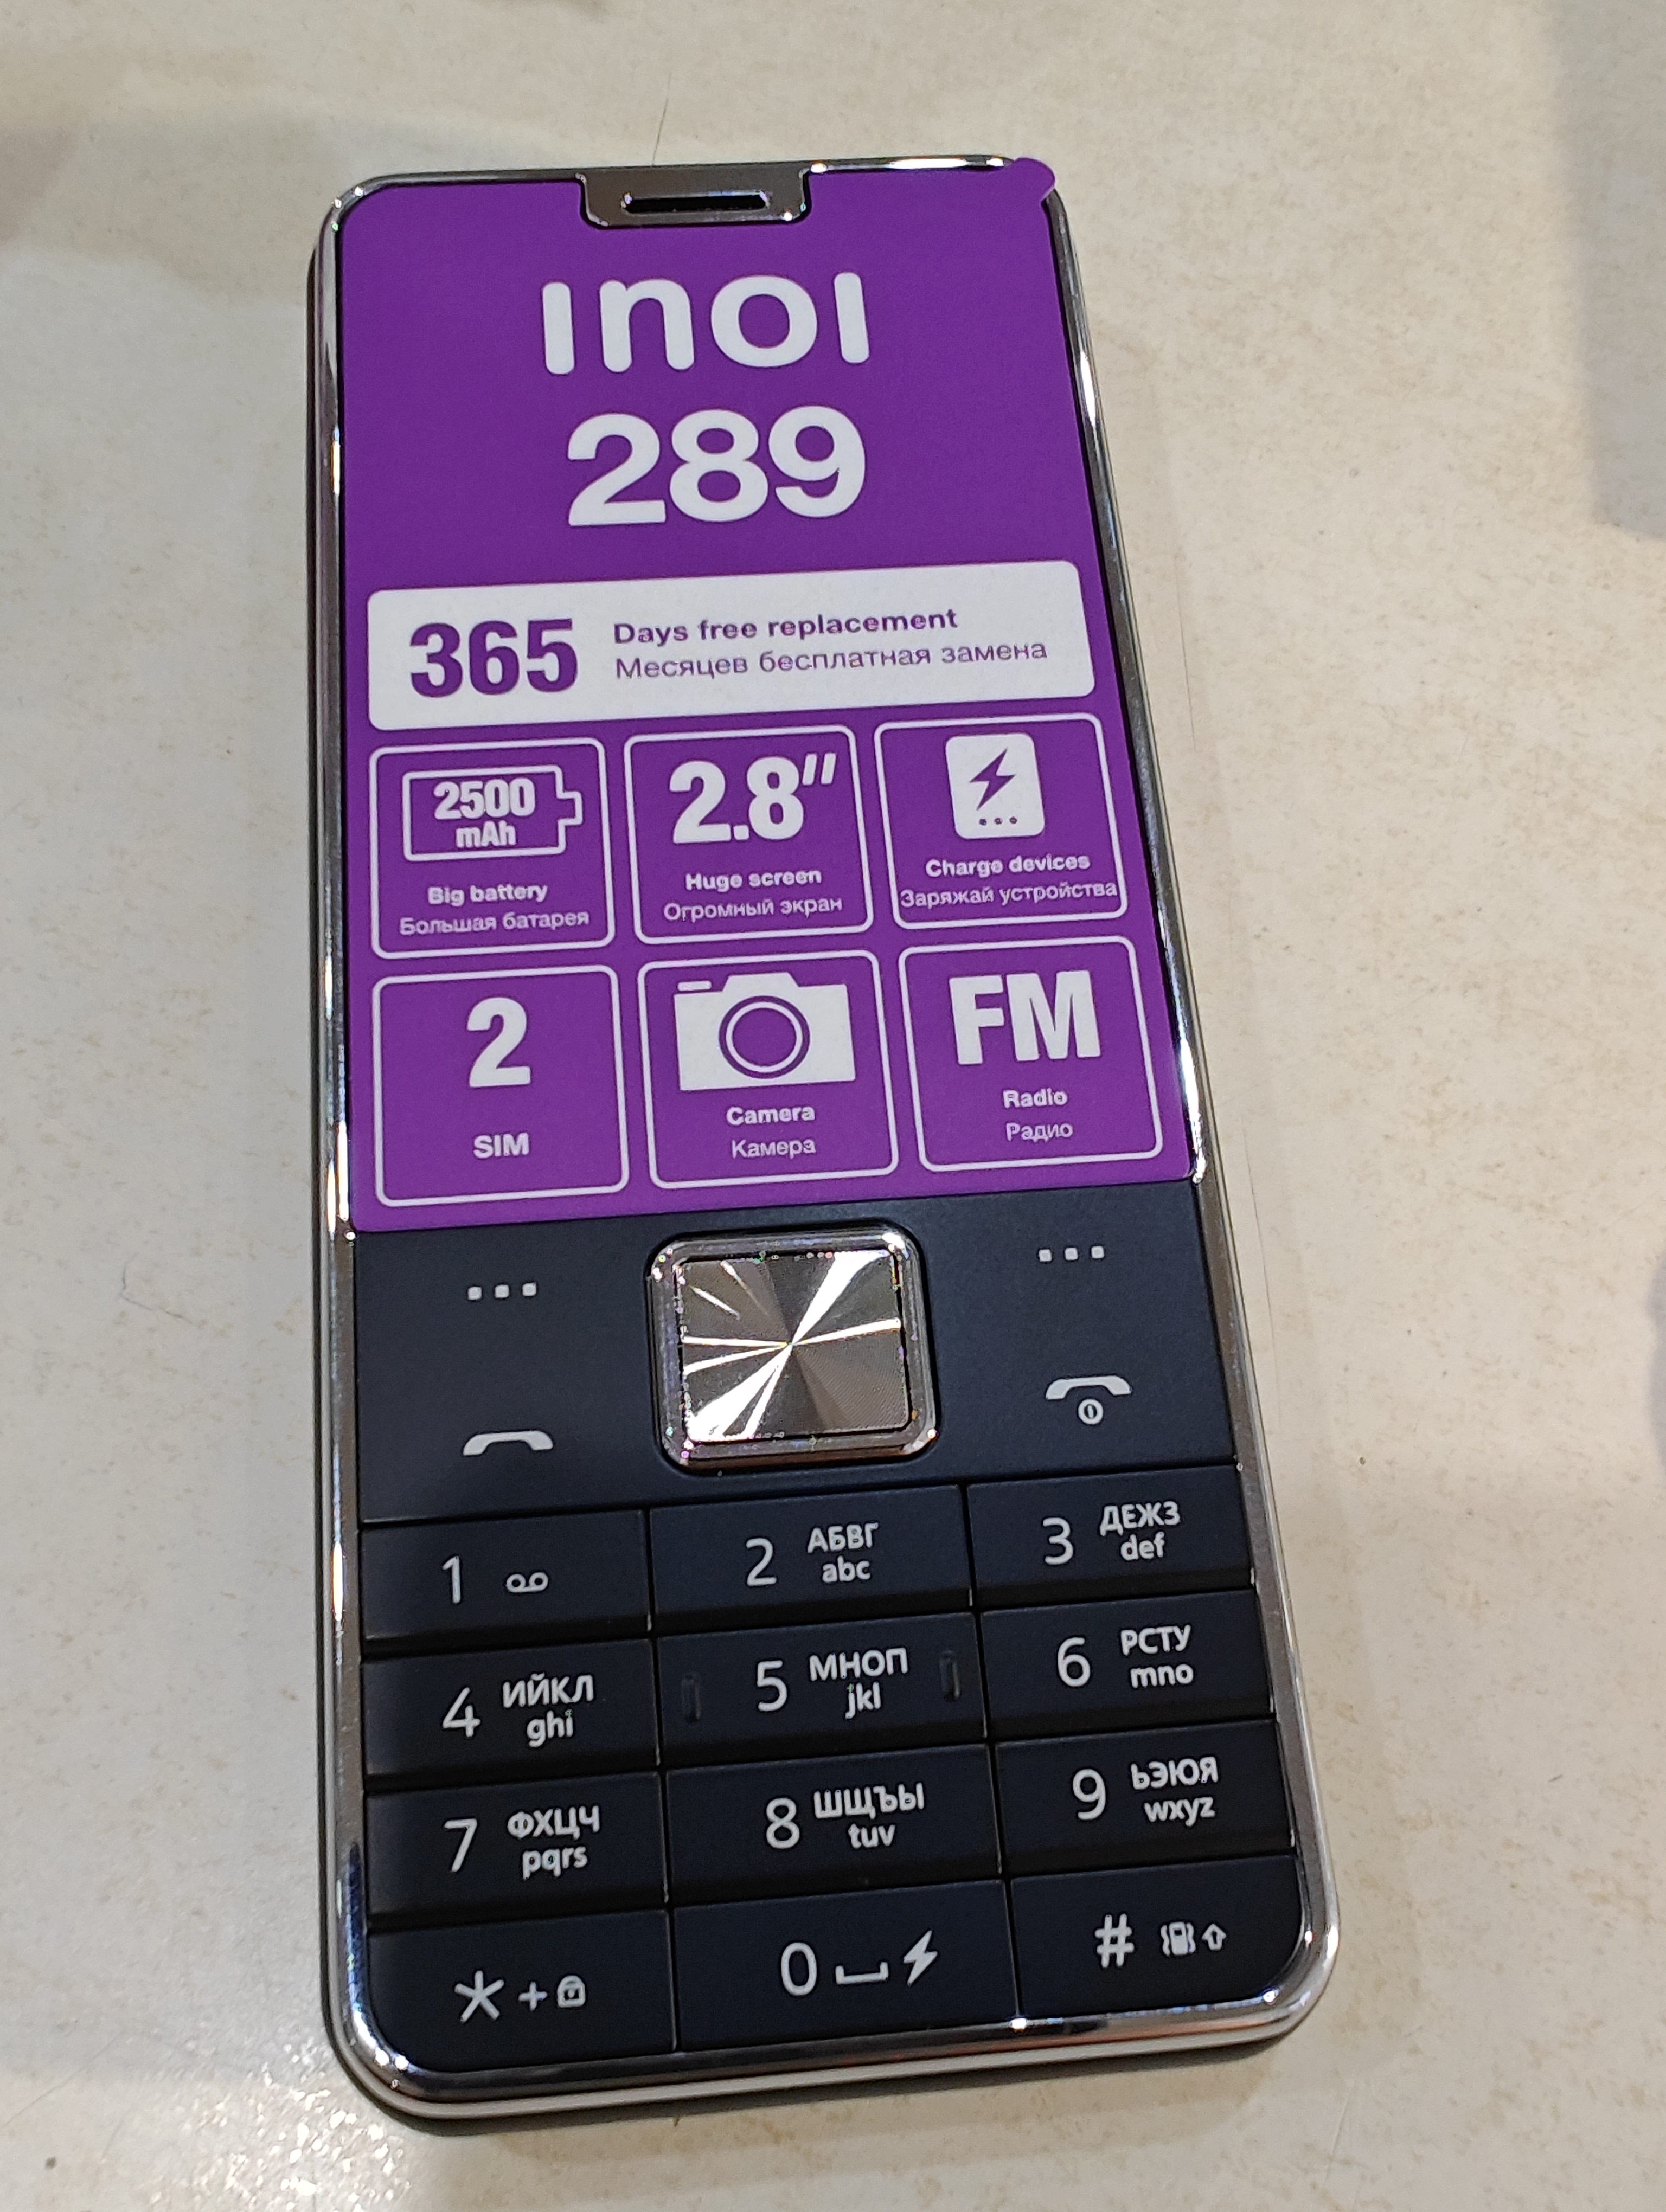 ınoı
289
365
Days free replacement
Месяцев бесплатная замена
2500
mAh
Big battery
Большая батарея
2.8"
Huge screen
Огромный экран
Charge devices
Заряжай устройства
2
SIM
Camera
Камера
FM
Radio
Радио
1
2 АБВГ
abc
3 ДЕЖЗ
def
4 ИЙКЛ
ghi
5 МНОП
jkl
6 РСТУ
mno
7 ФХЦЧ
pqrs
8 ШЩЪЫ
tuv
9 ЬЭЮЯ
wxyz
* +
0
#